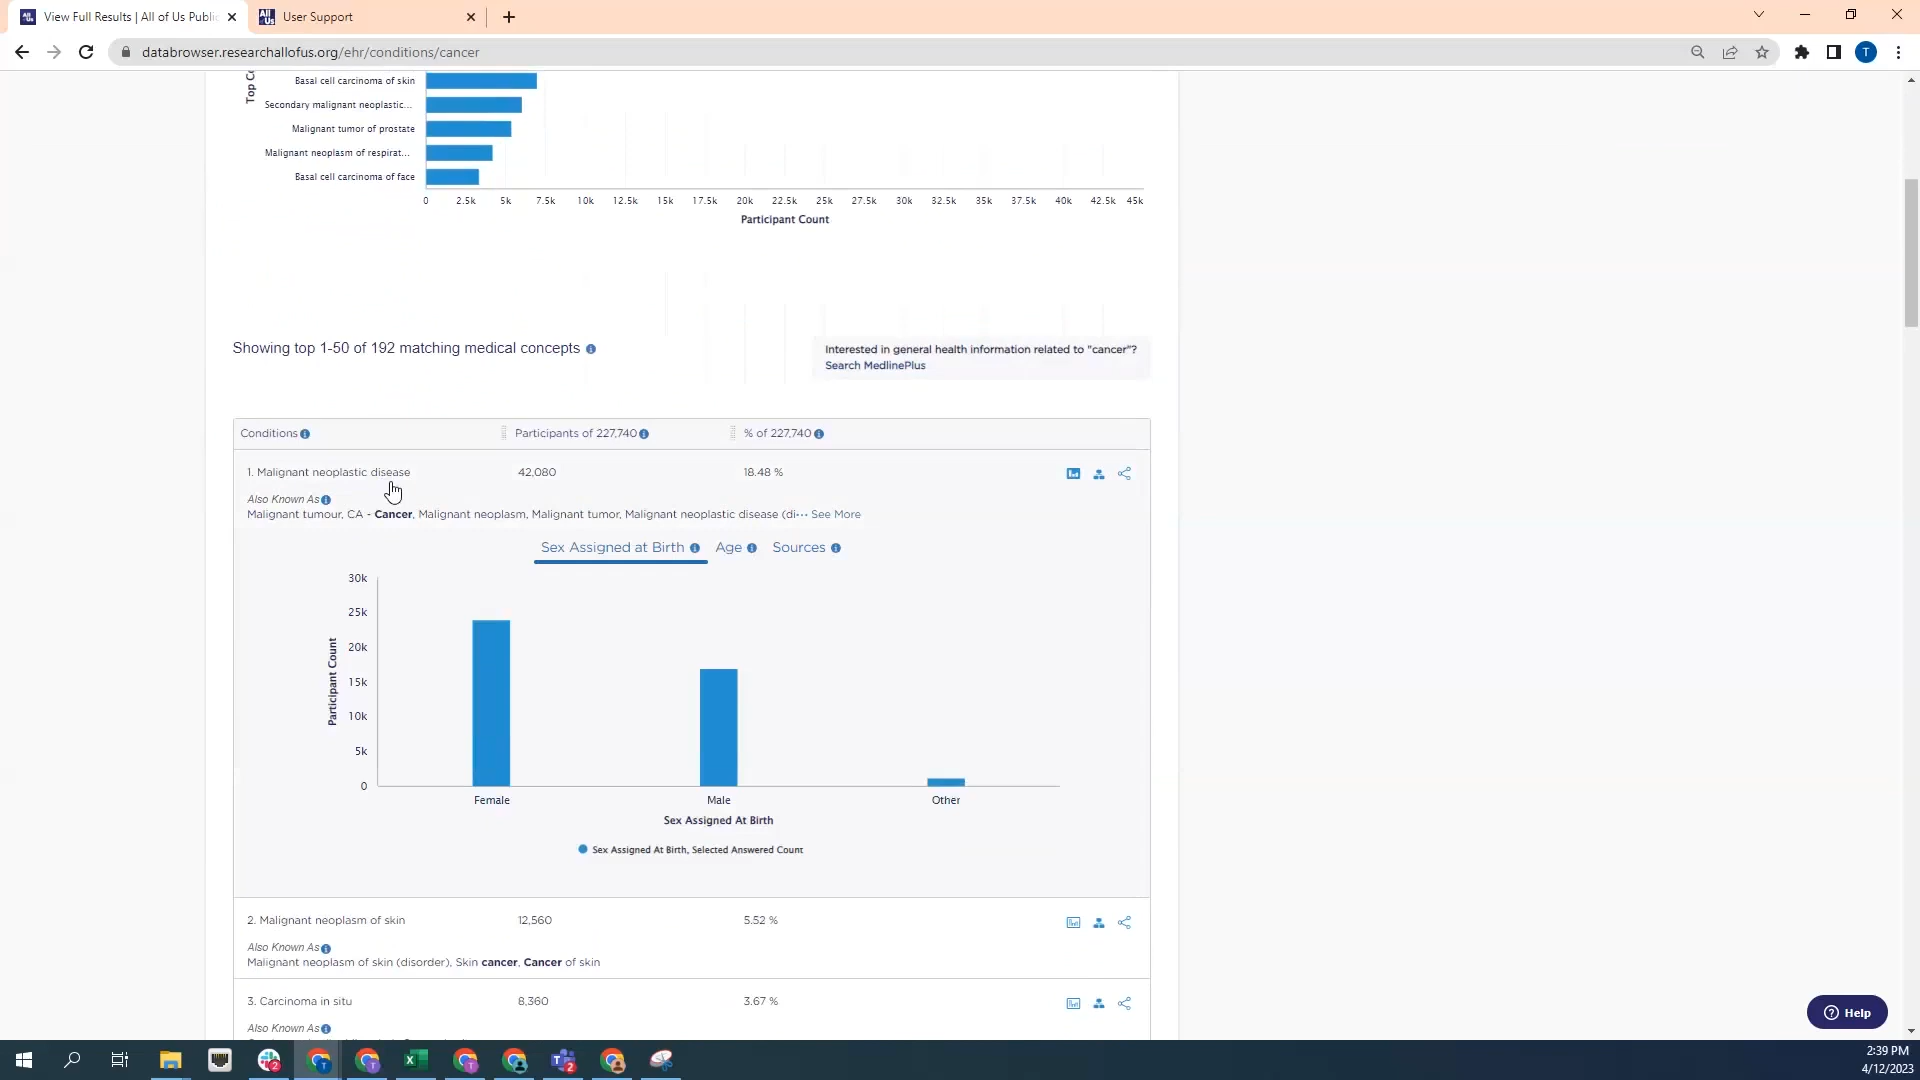 View Full Results | All of Us Public
User Support
databrowser.researchallofus.org/ehr/conditions/cancer
T
Top Co
Basal cell carcinoma of skin
Secondary malignant neoplastic...
Malignant tumor of prostate
Malignant neoplasm of respirat...
Basal cell carcinoma of face
0 2.5k 5k 7.5k 10k 12.5k 15k 17.5k 20k 22.5k 25k 27.5k 30k 32.5k 35k 37.5k 40k 42.5k 45k
Participant Count
Showing top 1-50 of 192 matching medical concepts
Interested in general health information related to "cancer"?
Search MedlinePlus
Conditions Participants of 227,740 % of 227,740
1. Malignant neoplastic disease 42,080 18.48 %
Also Known As
Malignant tumour, CA - Cancer, Malignant neoplasm, Malignant tumor, Malignant neoplastic disease (di··· See More
Sex Assigned at Birth Age Sources
30k
25k
20k
15k
10k
5k
0
Participant Count
Female Male Other
Sex Assigned At Birth
Sex Assigned At Birth, Selected Answered Count
2. Malignant neoplasm of skin 12,560 5.52 %
Also Known As
Malignant neoplasm of skin (disorder), Skin cancer, Cancer of skin
3. Carcinoma in situ 8,360 3.67 %
Also Known As
Help
2:39 PM
4/12/2023